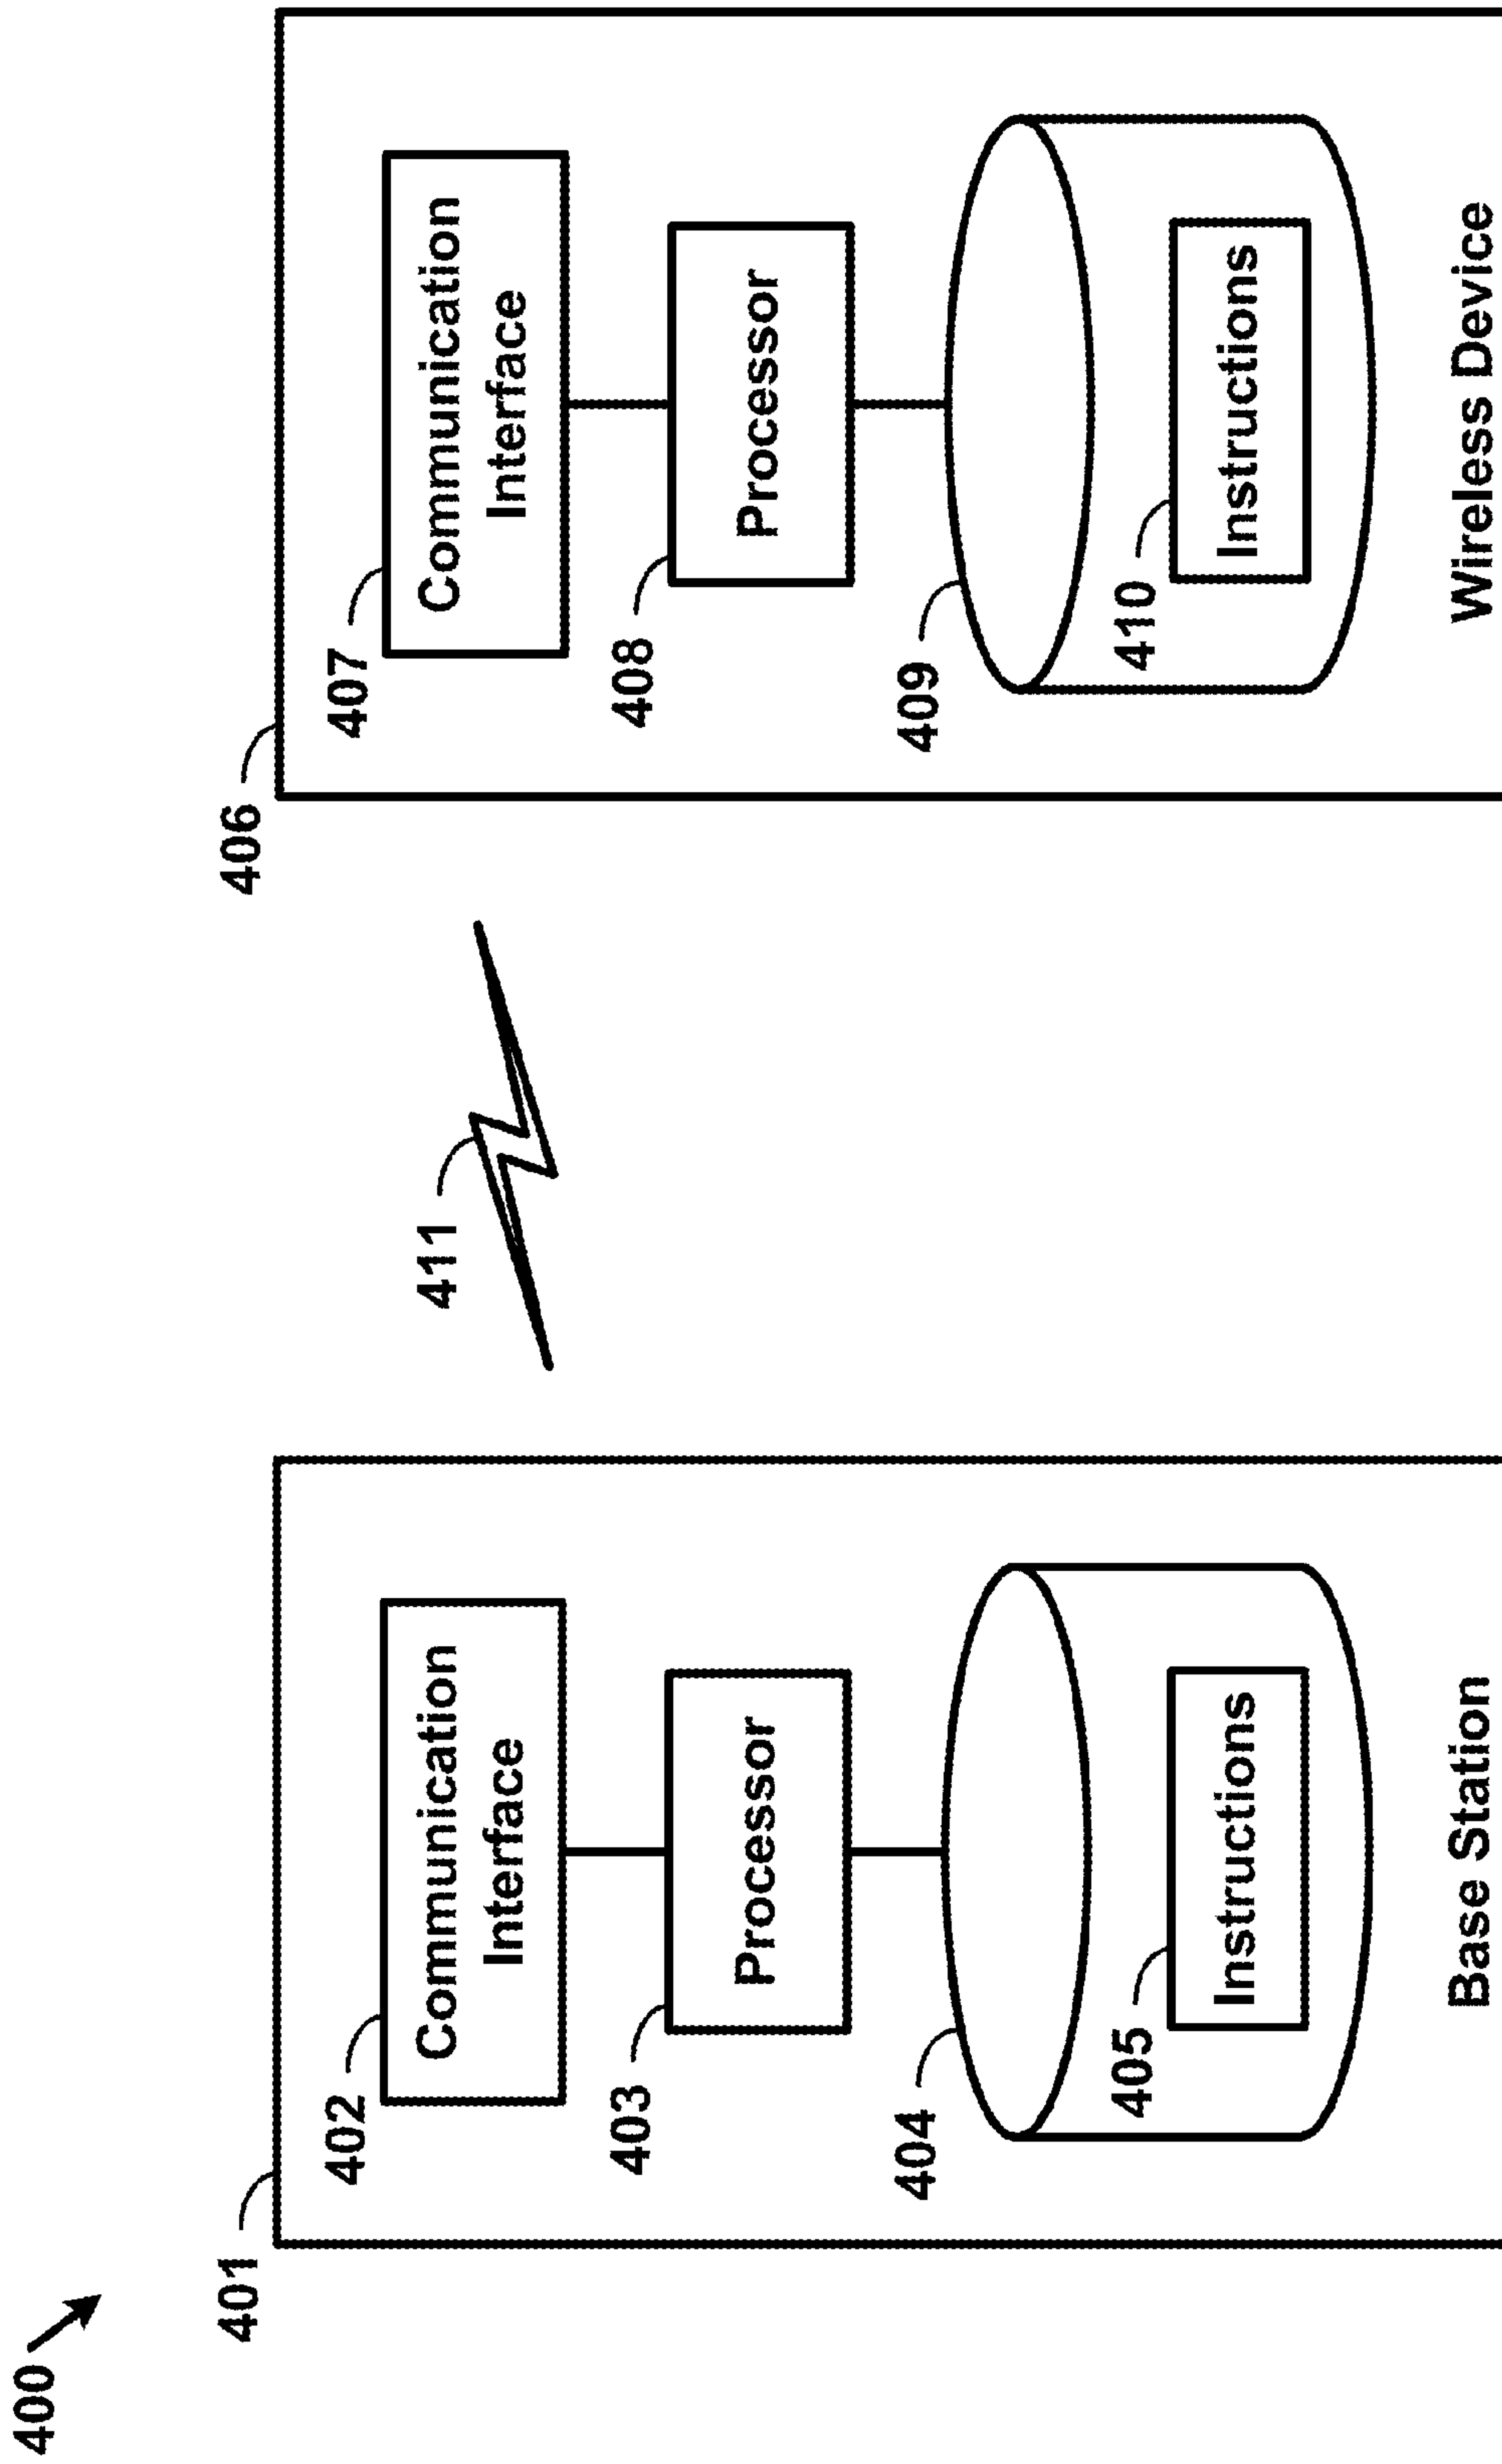 400
401
402
Communication
Interface
403
Processor
404
405
Instructions
Base Station
411
406
407
Communication
Interface
408
Processor
409
410
Instructions
Wireless Device